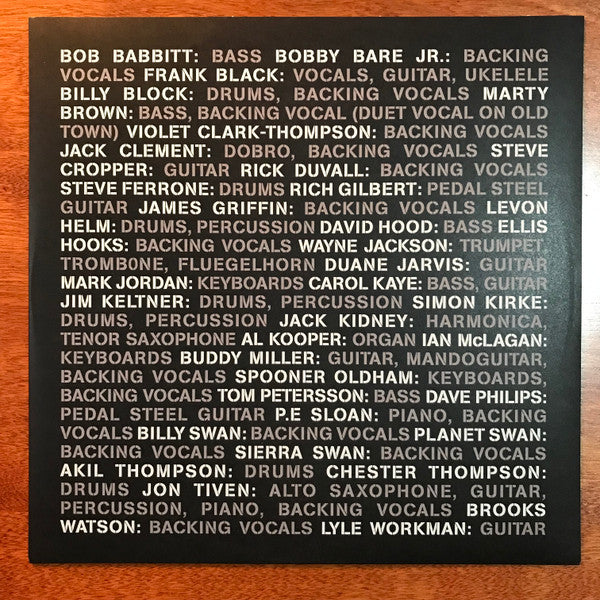 BOB BABBITT: BASS BOBBY BARE JR.: BACKING
VOCALS FRANK BLACK: VOCALS, GUITAR, UKELELE
BILLY BLOCK: DRUMS, BACKING VOCALS MARTY
BROWN: BASS, BACKING VOCAL (DUET VOCAL ON OLD
TOWN) VIOLET CLARK-THOMPSON: BACKING VOCALS
JACK CLEMENT: DOBRO, BACKING VOCALS STEVE
CROPPER: GUITAR RICK DUVALL: BACKING VOCALS
STEVE FERRONE: DRUMS RICH GILBERT: PEDAL STEEL
GUITAR JAMES GRIFFIN: BACKING VOCALS LEVON
HELM: DRUMS, PERCUSSION DAVID HOOD: BASS ELLIS
HOOKS: BACKING VOCALS WAYNE JACKSON: TRUMPET,
TROMB0NE, FLUEGELHORN DUANE JARVIS: GUITAR
MARK JORDAN: KEYBOARDS CAROL KAYE: BASS, GUITAR
JIM KELTNER: DRUMS, PERCUSSION SIMON KIRKE:
DRUMS, PERCUSSION JACK KIDNEY: HARMONICA,
TENOR SAXOPHONE AL KOOPER: ORGAN IAN McLAGAN:
KEYBOARDS BUDDY MILLER: GUITAR, MANDOGUITAR,
BACKING VOCALS SPOONER OLDHAM: KEYBOARDS,
BACKING VOCALS TOM PETERSSON: BASS DAVE PHILIPS:
PEDAL STEEL GUITAR P.E SLOAN: PIANO, BACKING
VOCALS BILLY SWAN: BACKING VOCALS PLANET SWAN:
BACKING VOCALS SIERRA SWAN: BACKING VOCALS
AKIL THOMPSON: DRUMS CHESTER THOMPSON:
DRUMS JON TIVEN: ALTO SAXOPHONE, GUITAR,
PERCUSSION, PIANO, BACKING VOCALS BROOKS
WATSON: BACKING VOCALS LYLE WORKMAN: GUITAR